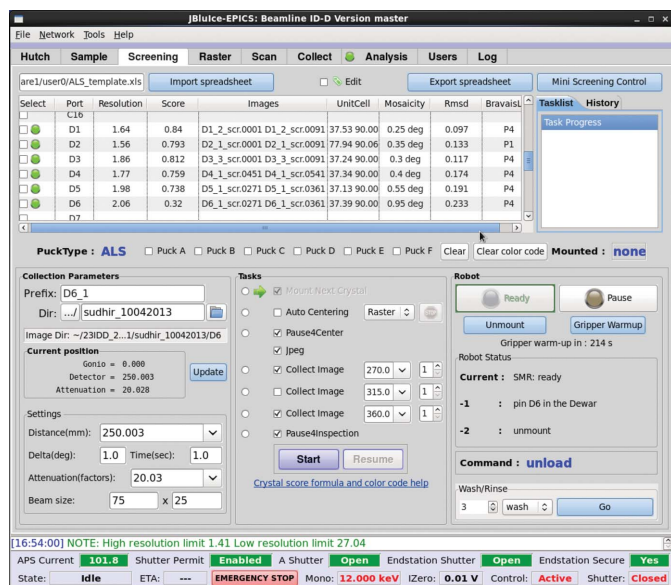 JBluIce-EPICS: Beamline ID-D Version master
File Network Tools Help
Hutch Sample Screening Raster Scan Collect Analysis Users Log
are1/user0/ALS_template.xls Import spreadsheet Edit Export spreadsheet Mini Screening Control
Select Port Resolution Score Images UnitCell Mosaicity Rmsd BravaisL Tasklist History
C16
D1 1.64 0.84 D1_2_scr.0001 D1_2_scr.0091 37.53 90.00 0.25 deg 0.097 P4 Task Progress
D2 1.56 0.793 D2_1_scr.0001 D2_1_scr.0091 77.94 90.06 0.35 deg 0.133 P1
D3 1.86 0.812 D3_3_scr.0001 D3_3_scr.0091 37.24 90.00 0.3 deg 0.117 P4
D4 1.77 0.759 D4_1_scr.0451 D4_1_scr.0541 37.34 90.00 0.4 deg 0.174 P4
D5 1.98 0.738 D5_1_scr.0271 D5_1_scr.0361 37.13 90.00 0.55 deg 0.191 P4
D6 2.06 0.32 D6_1_scr.0271 D6_1_scr.0361 37.39 90.00 0.95 deg 0.233 P4
D7
PuckType : ALS Puck A Puck B Puck C Puck D Puck E Puck F Clear Clear color code Mounted : none
Collection Parameters
Prefix: D6_1
Dir: .../ sudhir_10042013
Image Dir: ~/23IDD_2...1/sudhir_10042013/D6
Current position
Gonio = 0.000
Detector = 250.003 Update
Attenuation = 20.028
Settings
Distance(mm): 250.003
Delta(deg): 1.0 Time(sec): 1.0
Attenuation(factors): 20.03
Beam size: 75 x 25
Tasks
Mount Next Crystal
Auto Centering Raster
Pause4Center
Jpeg
Collect Image 270.0 1
Collect Image 315.0 1
Collect Image 360.0 1
Pause4Inspection
Start Resume
Crystal score formula and color code help
Robot
Ready Pause
Unmount Gripper Warmup
Gripper warm-up in : 214 s
Robot Status
Current : SMR: ready
-1 : pin D6 in the Dewar
-2 : unmount
Command : unload
Wash/Rinse
3 wash Go
[16:54:00] NOTE: High resolution limit 1.41 Low resolution limit 27.04
APS Current 101.8 Shutter Permit Enabled A Shutter Open Endstation Shutter Open Endstation Secure Yes
State: Idle ETA: --- EMERGENCY STOP Mono: 12.000 keV IZero: 0.01 V Control: Active Shutter: Closed